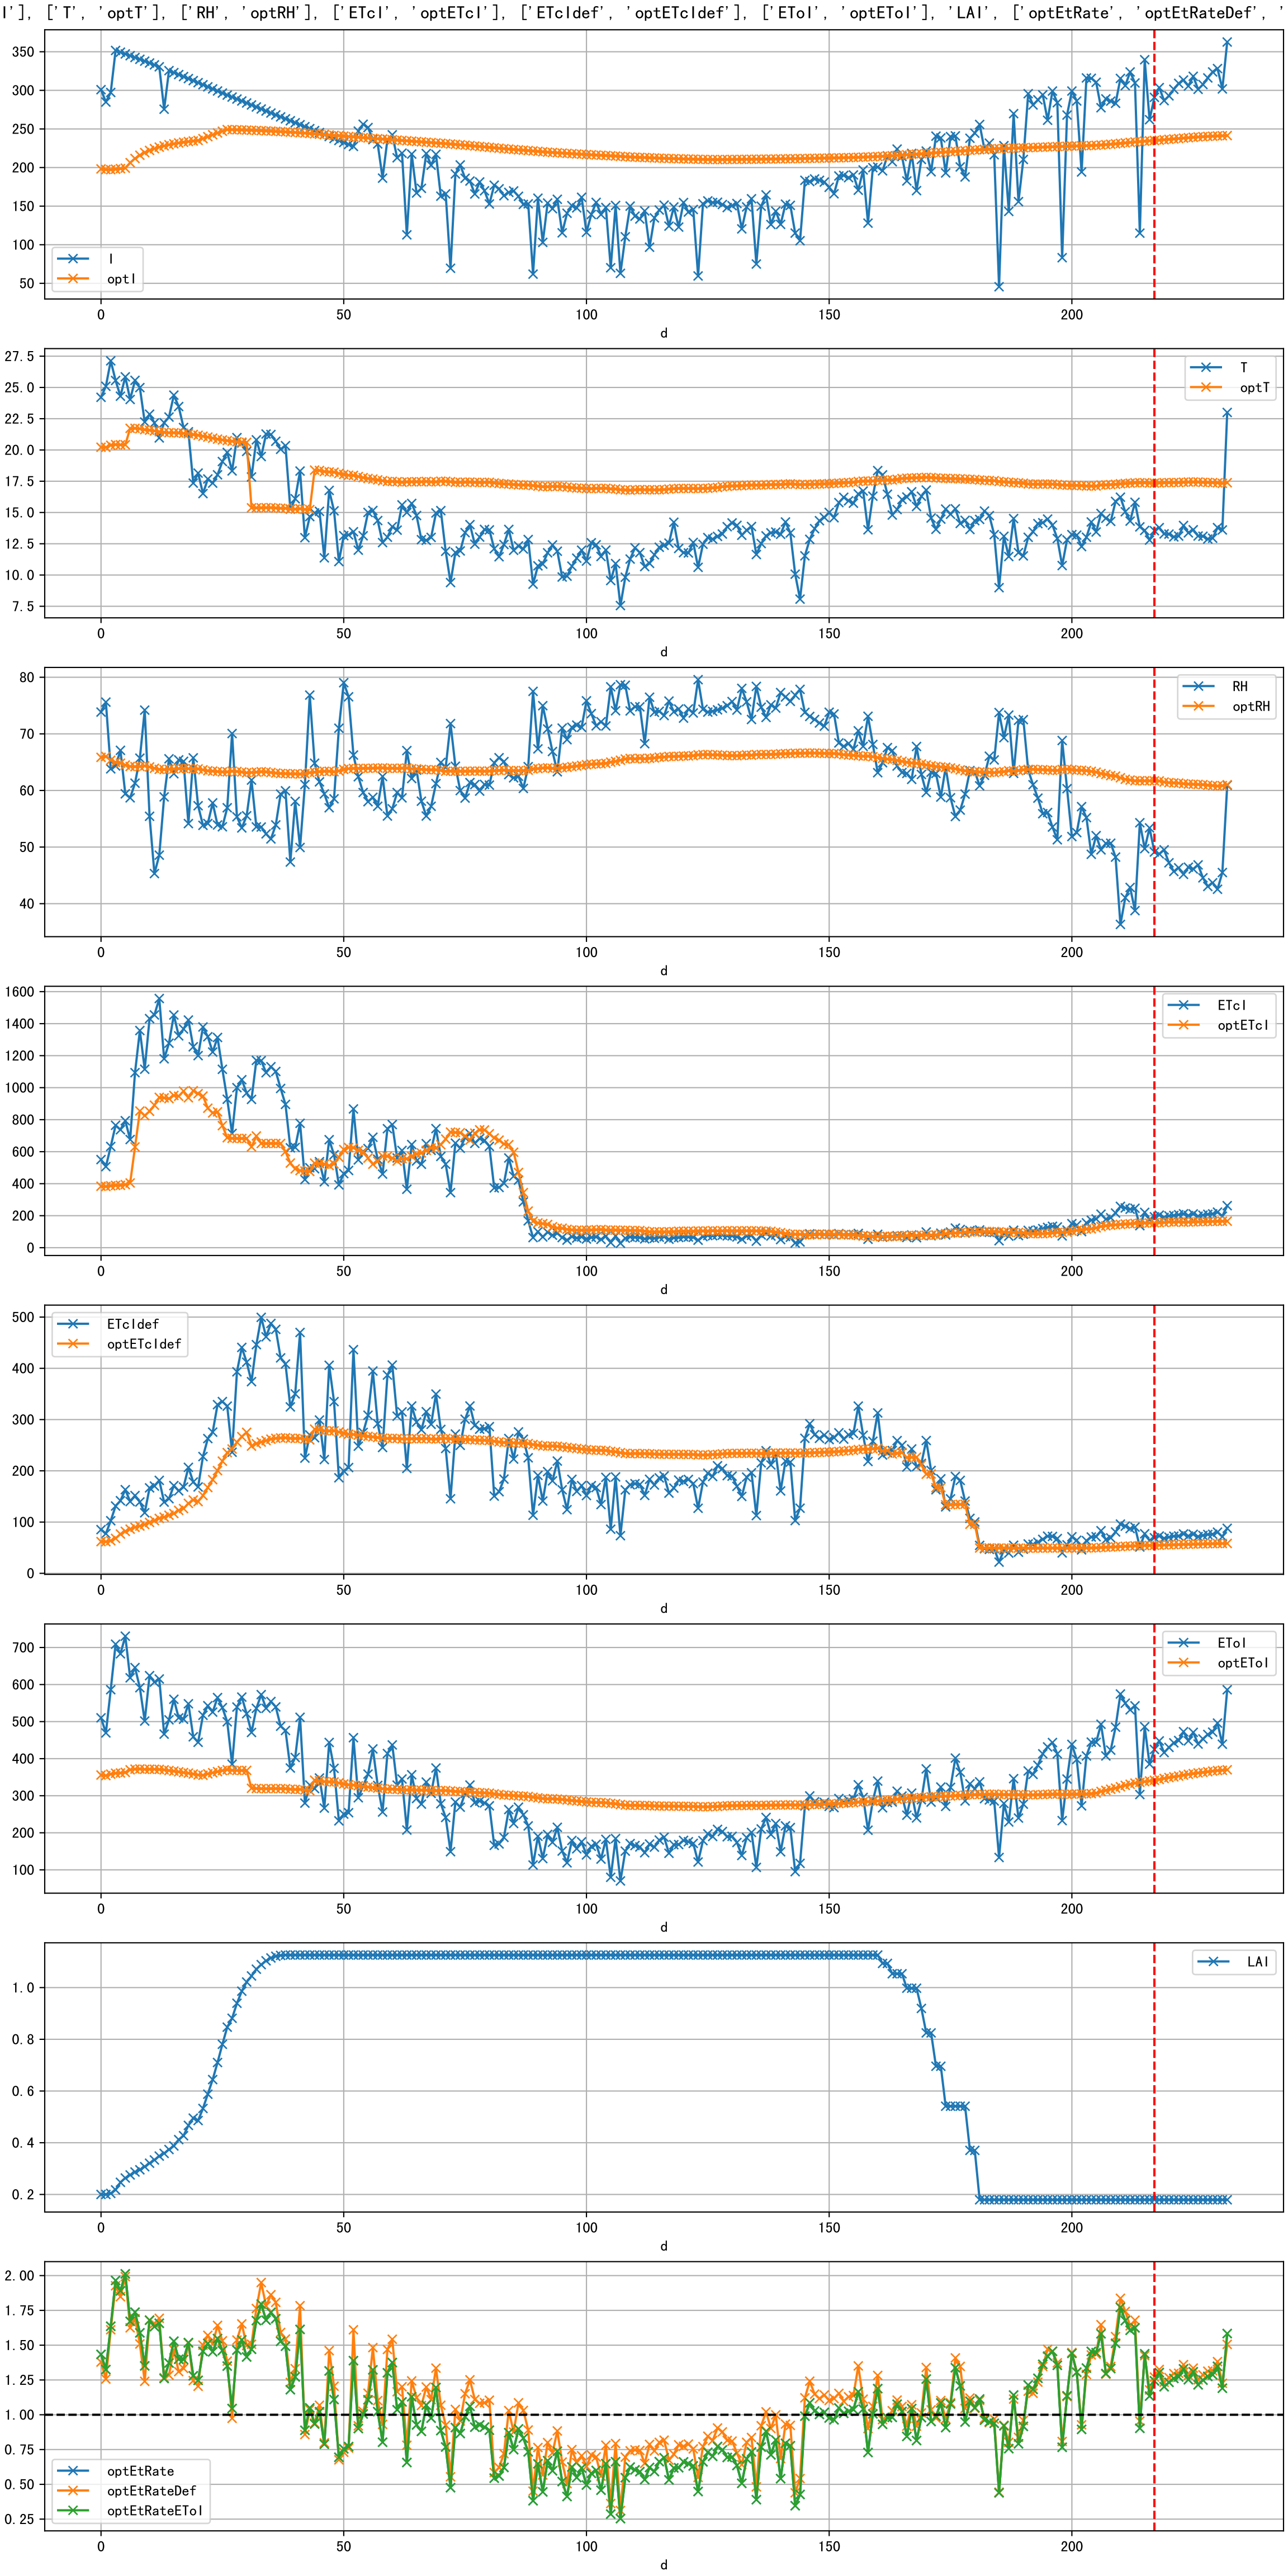 I'], ['T', 'optT'], ['RH', 'optRH'], ['ETcI', 'optETcI'], ['ETcIdef', 'optETcIdef'], ['EToI', 'optEToI'], 'LAI', ['optEtRate', 'optEtRateDef', '
350
300
250
200
150
100
50
I
optI
0 50 100 150 200
d
27.5
25.0
22.5
20.0
17.5
15.0
12.5
10.0
7.5
T
optT
0 50 100 150 200
d
80
70
60
50
40
RH
optRH
0 50 100 150 200
d
1600
1400
1200
1000
800
600
400
200
0
ETcI
optETcI
0 50 100 150 200
d
500
400
300
200
100
0
ETcIdef
optETcIdef
0 50 100 150 200
d
700
600
500
400
300
200
100
EToI
optEToI
0 50 100 150 200
d
1.0
0.8
0.6
0.4
0.2
LAI
0 50 100 150 200
d
2.00
1.75
1.50
1.25
1.00
0.75
0.50
0.25
optEtRate
optEtRateDef
optEtRateEToI
0 50 100 150 200
d